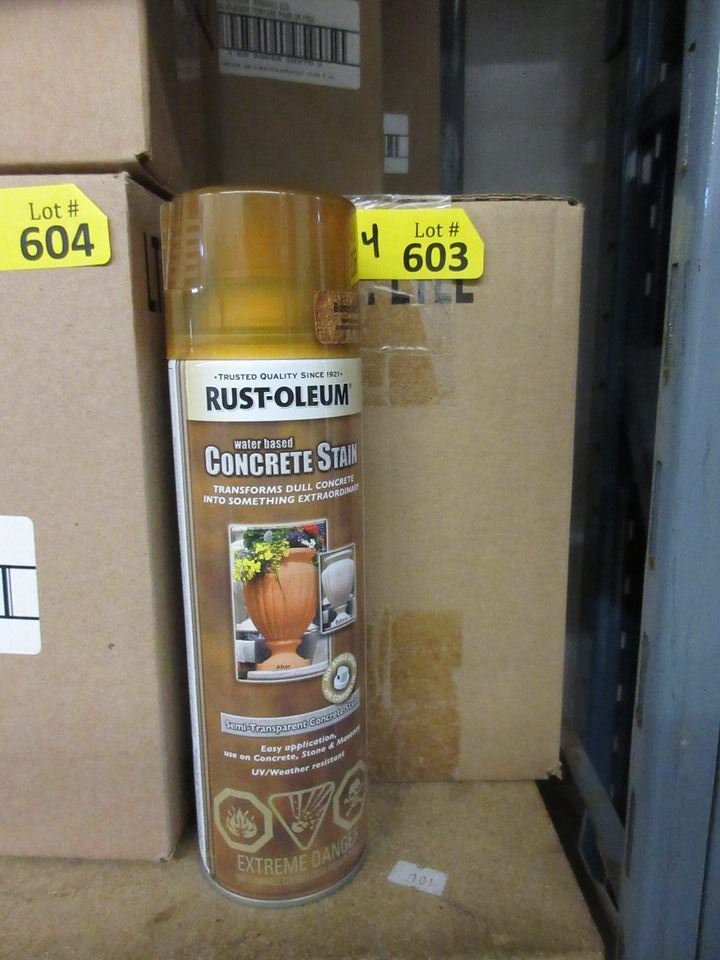 Lot #
604
4
Lot #
603
TRUSTED QUALITY SINCE 1921
RUST-OLEUM
water based
CONCRETE STAIN
TRANSFORMS DULL CONCRETE
INTO SOMETHING EXTRAORDINARY
Before
After
Semi-Transparent Concrete Stain
Easy application,
use on Concrete, Stone & Masonry
UV/Weather resistant
EXTREME DANGER